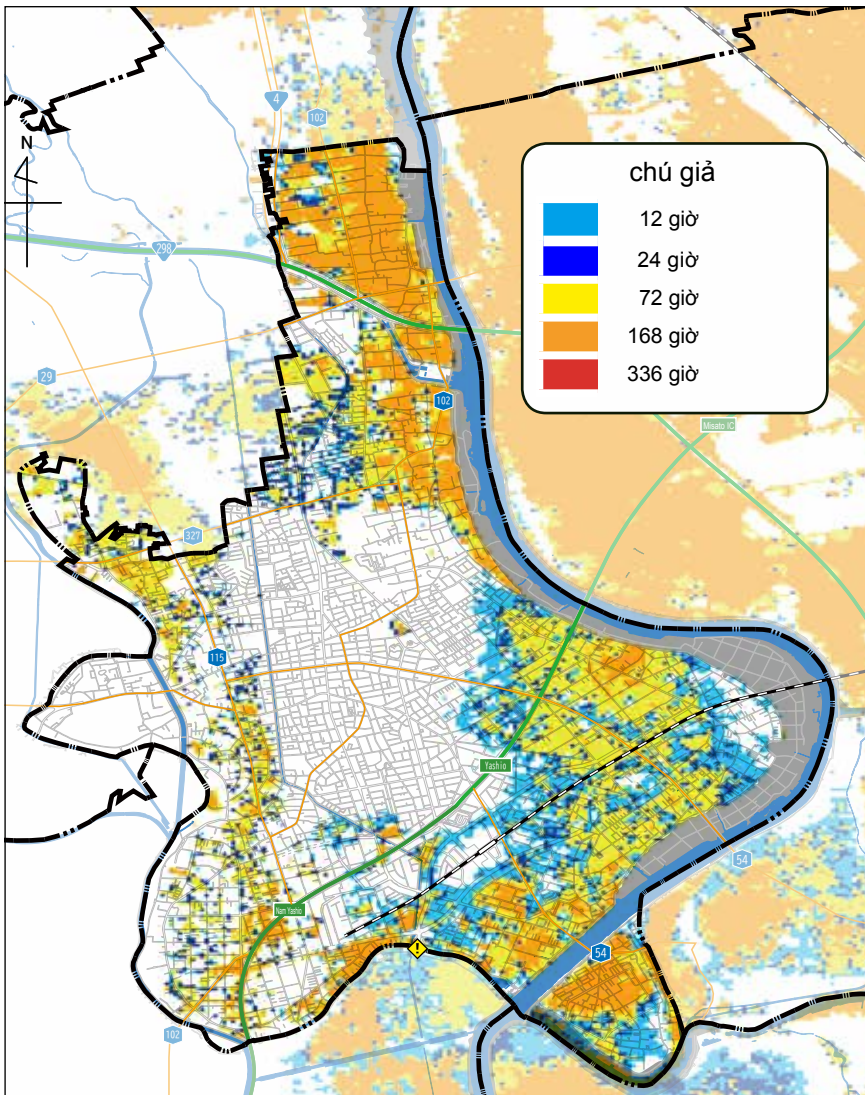 4
102
N
298
chú giả
12 giờ
24 giờ
72 giờ
168 giờ
336 giờ
29
102
Misato IC
327
115
Yashio
54
Nam Yashio
!
54
102